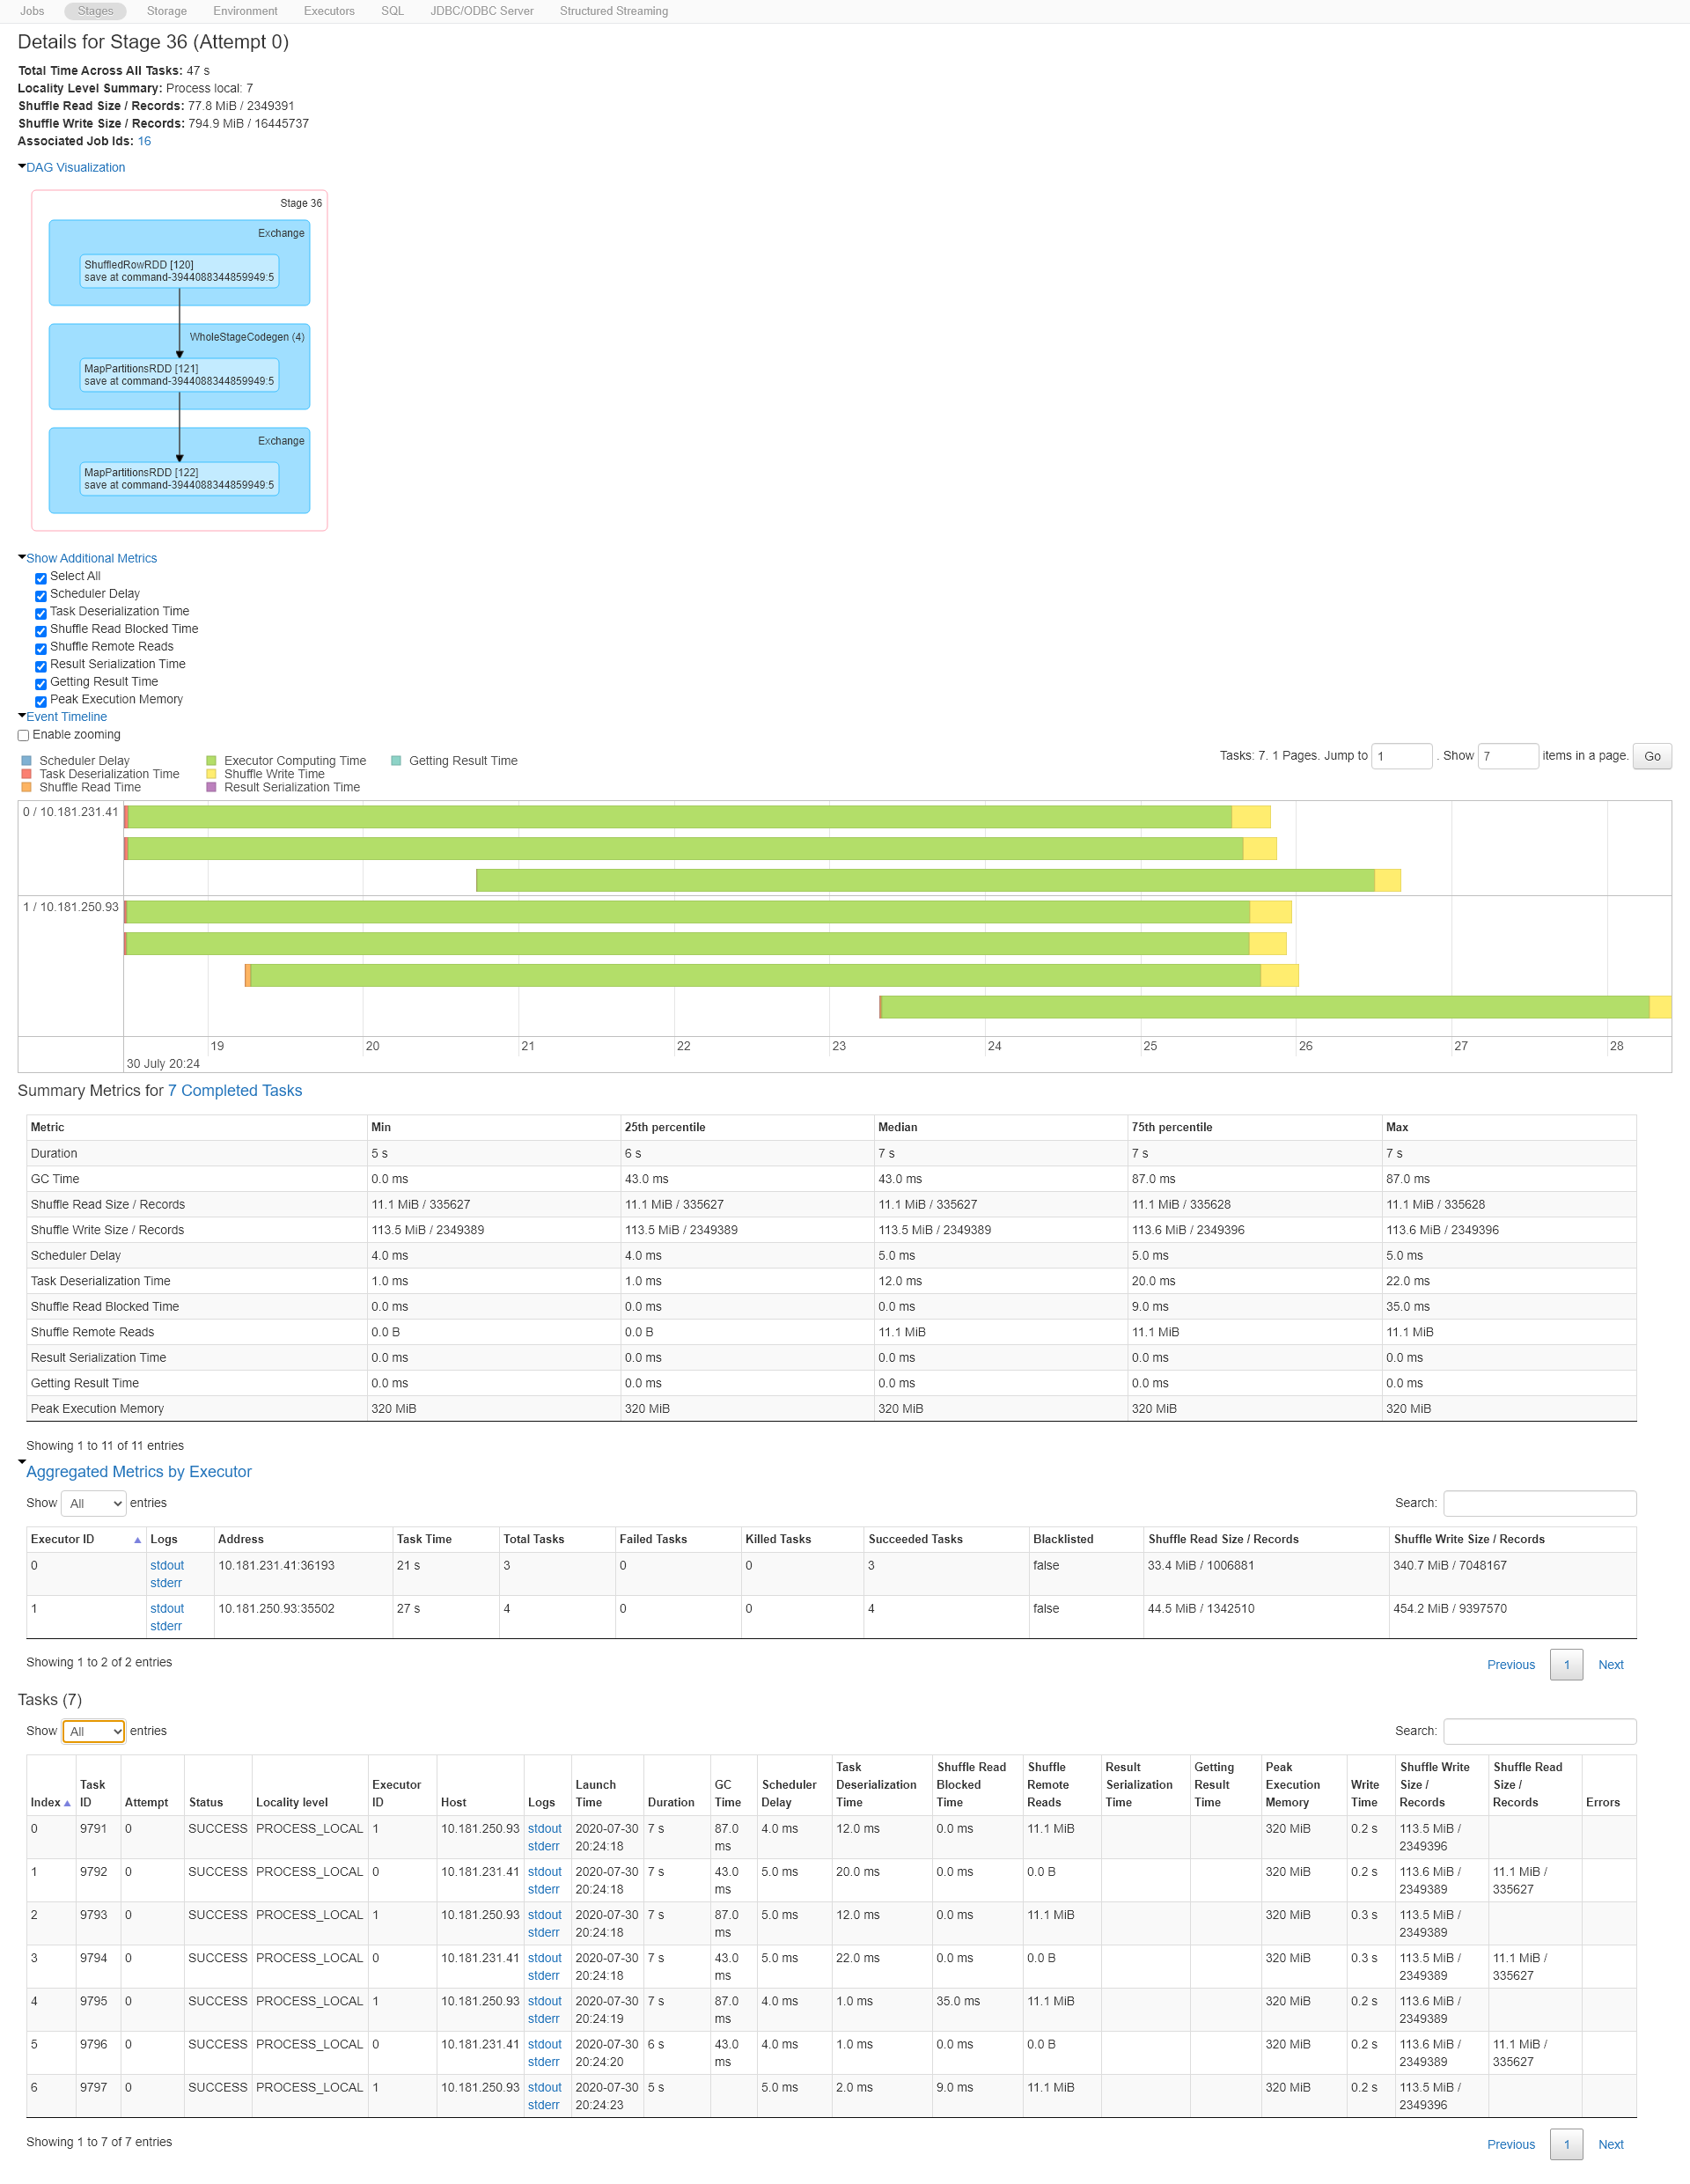 Jobs Stages Storage Environment Executors SQL JDBC/ODBC Server Structured Streaming
Details for Stage 36 (Attempt 0)
Total Time Across All Tasks: 47 s
Locality Level Summary: Process local: 7
Shuffle Read Size / Records: 77.8 MiB / 2349391
Shuffle Write Size / Records: 794.9 MiB / 16445737
Associated Job Ids: 16
DAG Visualization
Stage 36
Exchange
ShuffledRowRDD [120]
save at command-3944088344859949:5
WholeStageCodegen (4)
MapPartitionsRDD [121]
save at command-3944088344859949:5
Exchange
MapPartitionsRDD [122]
save at command-3944088344859949:5
Show Additional Metrics
Select All
Scheduler Delay
Task Deserialization Time
Shuffle Read Blocked Time
Shuffle Remote Reads
Result Serialization Time
Getting Result Time
Peak Execution Memory
Event Timeline
Enable zooming
Tasks: 7. 1 Pages. Jump to 1 . Show 7 items in a page. Go
Scheduler Delay Executor Computing Time Getting Result Time
Task Deserialization Time Shuffle Write Time
Shuffle Read Time Result Serialization Time
0 / 10.181.231.41
1 / 10.181.250.93
19 20 21 22 23 24 25 26 27 28
30 July 20:24
Summary Metrics for 7 Completed Tasks
Metric Min 25th percentile Median 75th percentile Max
Duration 5 s 6 s 7 s 7 s 7 s
GC Time 0.0 ms 43.0 ms 43.0 ms 87.0 ms 87.0 ms
Shuffle Read Size / Records 11.1 MiB / 335627 11.1 MiB / 335627 11.1 MiB / 335627 11.1 MiB / 335628 11.1 MiB / 335628
Shuffle Write Size / Records 113.5 MiB / 2349389 113.5 MiB / 2349389 113.5 MiB / 2349389 113.6 MiB / 2349396 113.6 MiB / 2349396
Scheduler Delay 4.0 ms 4.0 ms 5.0 ms 5.0 ms 5.0 ms
Task Deserialization Time 1.0 ms 1.0 ms 12.0 ms 20.0 ms 22.0 ms
Shuffle Read Blocked Time 0.0 ms 0.0 ms 0.0 ms 9.0 ms 35.0 ms
Shuffle Remote Reads 0.0 B 0.0 B 11.1 MiB 11.1 MiB 11.1 MiB
Result Serialization Time 0.0 ms 0.0 ms 0.0 ms 0.0 ms 0.0 ms
Getting Result Time 0.0 ms 0.0 ms 0.0 ms 0.0 ms 0.0 ms
Peak Execution Memory 320 MiB 320 MiB 320 MiB 320 MiB 320 MiB
Showing 1 to 11 of 11 entries
Aggregated Metrics by Executor
Show All entries Search:
Executor ID Logs Address Task Time Total Tasks Failed Tasks Killed Tasks Succeeded Tasks Blacklisted Shuffle Read Size / Records Shuffle Write Size / Records
0 stdout 10.181.231.41:36193 21 s 3 0 0 3 false 33.4 MiB / 1006881 340.7 MiB / 7048167
stderr
1 stdout 10.181.250.93:35502 27 s 4 0 0 4 false 44.5 MiB / 1342510 454.2 MiB / 9397570
stderr
Showing 1 to 2 of 2 entries Previous 1 Next
Tasks (7)
Show All entries Search:
Task Shuffle Read Shuffle Result Getting Peak Shuffle Write Shuffle Read
Task Executor Launch GC Scheduler Deserialization Blocked Remote Serialization Result Execution Write Size / Size /
Index ID Attempt Status Locality level ID Host Logs Time Duration Time Delay Time Time Reads Time Time Memory Time Records Records Errors
0 9791 0 SUCCESS PROCESS_LOCAL 1 10.181.250.93 stdout 2020-07-30 7 s 87.0 4.0 ms 12.0 ms 0.0 ms 11.1 MiB 320 MiB 0.2 s 113.5 MiB /
stderr 20:24:18 ms 2349396
1 9792 0 SUCCESS PROCESS_LOCAL 0 10.181.231.41 stdout 2020-07-30 7 s 43.0 5.0 ms 20.0 ms 0.0 ms 0.0 B 320 MiB 0.2 s 113.6 MiB / 11.1 MiB /
stderr 20:24:18 ms 2349389 335627
2 9793 0 SUCCESS PROCESS_LOCAL 1 10.181.250.93 stdout 2020-07-30 7 s 87.0 5.0 ms 12.0 ms 0.0 ms 11.1 MiB 320 MiB 0.3 s 113.5 MiB /
stderr 20:24:18 ms 2349389
3 9794 0 SUCCESS PROCESS_LOCAL 0 10.181.231.41 stdout 2020-07-30 7 s 43.0 5.0 ms 22.0 ms 0.0 ms 0.0 B 320 MiB 0.3 s 113.5 MiB / 11.1 MiB /
stderr 20:24:18 ms 2349389 335627
4 9795 0 SUCCESS PROCESS_LOCAL 1 10.181.250.93 stdout 2020-07-30 7 s 87.0 4.0 ms 1.0 ms 35.0 ms 11.1 MiB 320 MiB 0.2 s 113.6 MiB /
stderr 20:24:19 ms 2349389
5 9796 0 SUCCESS PROCESS_LOCAL 0 10.181.231.41 stdout 2020-07-30 6 s 43.0 4.0 ms 1.0 ms 0.0 ms 0.0 B 320 MiB 0.2 s 113.6 MiB / 11.1 MiB /
stderr 20:24:20 ms 2349389 335627
6 9797 0 SUCCESS PROCESS_LOCAL 1 10.181.250.93 stdout 2020-07-30 5 s 5.0 ms 2.0 ms 9.0 ms 11.1 MiB 320 MiB 0.2 s 113.5 MiB /
stderr 20:24:23 2349396
Showing 1 to 7 of 7 entries Previous 1 Next